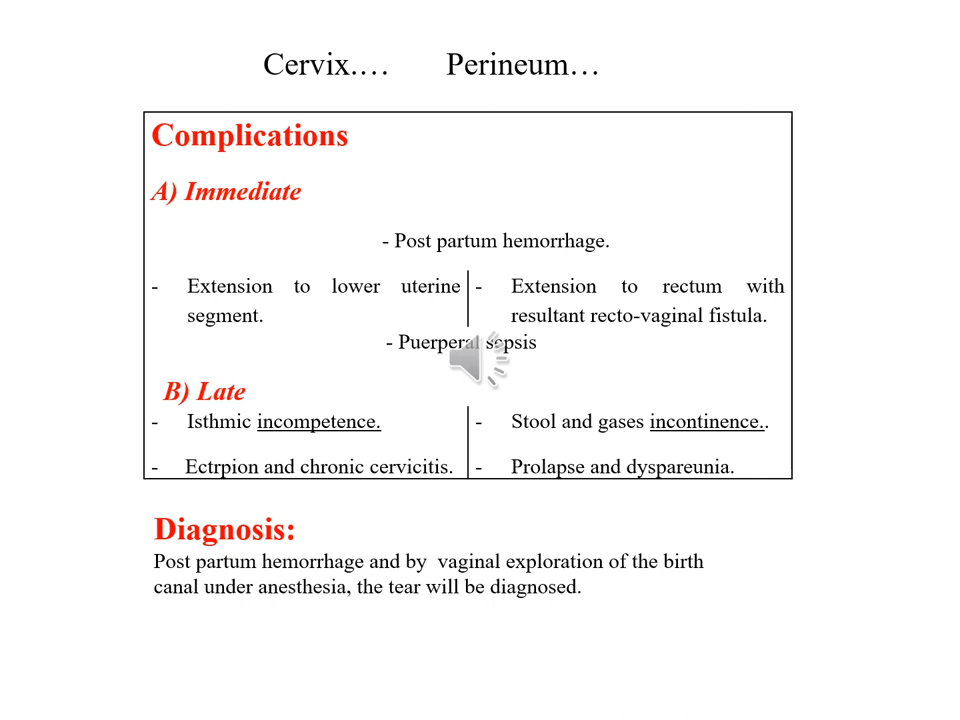 Cervix.… Perineum…
Complications
A) Immediate
- Post partum hemorrhage.
- Extension to lower uterine
segment.
- Extension to rectum with
resultant recto-vaginal fistula.
- Puerperal sepsis
B) Late
- Isthmic incompetence.
- Stool and gases incontinence..
- Ectrpion and chronic cervicitis.
- Prolapse and dyspareunia.
Diagnosis:
Post partum hemorrhage and by vaginal exploration of the birth
canal under anesthesia, the tear will be diagnosed.